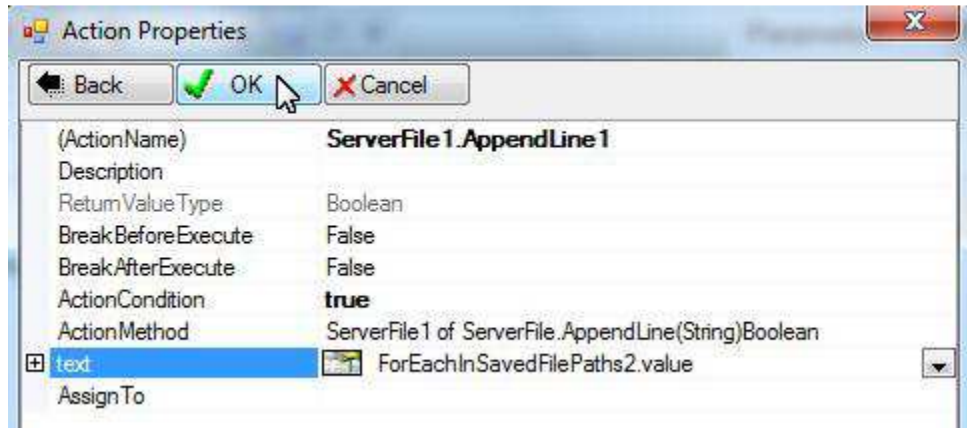 Action Properties
Back OK Cancel
(ActionName) ServerFile1.AppendLine1
Description
ReturnValueType Boolean
BreakBeforeExecute False
BreakAfterExecute False
ActionCondition true
ActionMethod ServerFile1 of ServerFile.AppendLine(String)Boolean
text ForEachInSavedFilePaths2.value
AssignTo